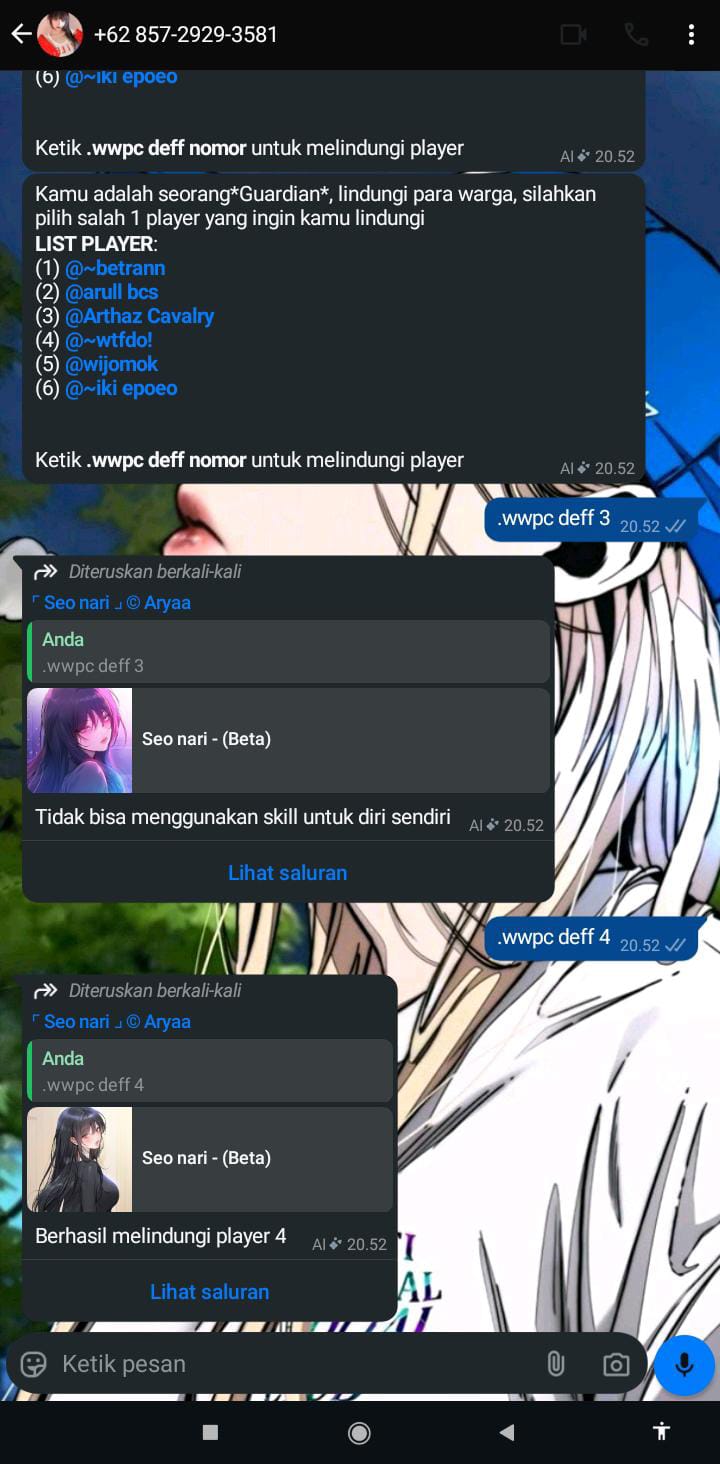 +62 857-2929-3581
(6) @~iki epoeo
Ketik .wwpc deff nomor untuk melindungi player
AI 20.52
Kamu adalah seorang*Guardian*, lindungi para warga, silahkan
pilih salah 1 player yang ingin kamu lindungi
LIST PLAYER:
(1) @~betrann
(2) @arull bcs
(3) @Arthaz Cavalry
(4) @~wtfdo!
(5) @wijomok
(6) @~iki epoeo
Ketik .wwpc deff nomor untuk melindungi player
AI 20.52
.wwpc deff 3 20.52
Diteruskan berkali-kali
「 Seo nari 」© Aryaa
Anda
.wwpc deff 3
Seo nari - (Beta)
Tidak bisa menggunakan skill untuk diri sendiri
AI 20.52
Lihat saluran
.wwpc deff 4 20.52
Diteruskan berkali-kali
「 Seo nari 」© Aryaa
Anda
.wwpc deff 4
Seo nari - (Beta)
Berhasil melindungi player 4
AI 20.52
Lihat saluran
Ketik pesan